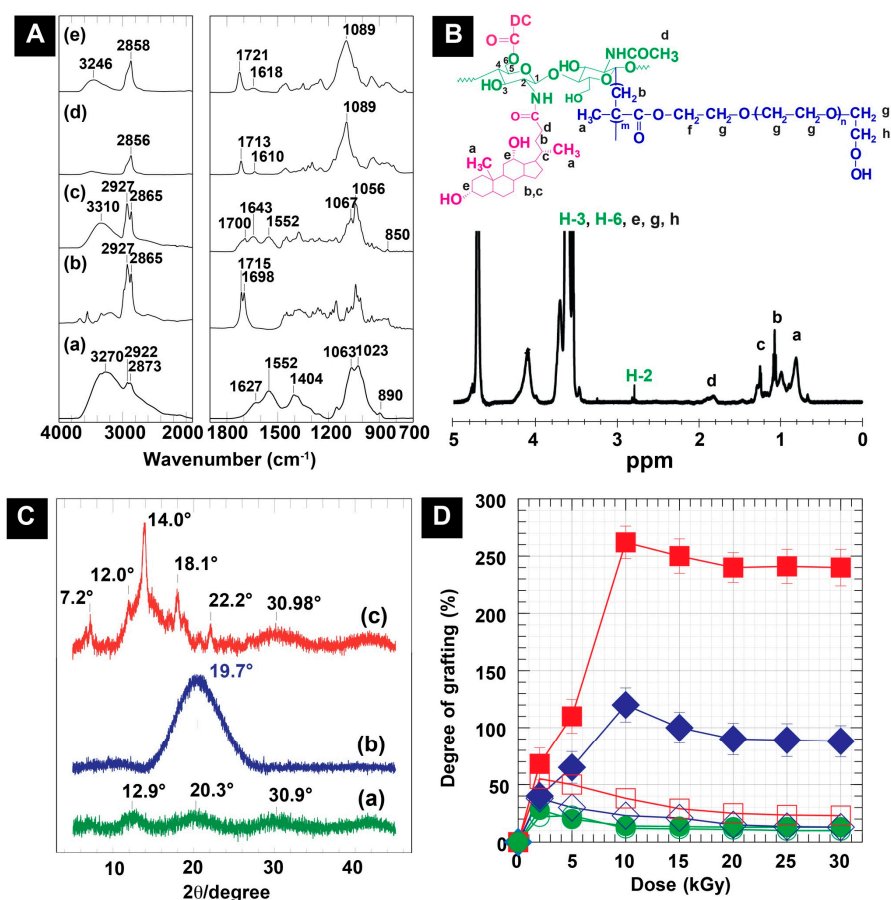 A
(e)
3246
2858
1721
1618
1089
(d)
2856
1713
1610
1089
(c)
2927
3310
2865
1700
1643
1552
1067
1056
850
(b)
2927
2865
1715
1698
(a)
3270
2922
2873
1627
1552
1404
1063
1023
890
4000 3000 2000 1800 1500 1200 900 700
Wavenumber (cm-1)
B
DC
O=C
O
6
5
4
O
1
2
3
HO
NH
O
HO
O
HO
NHCOCH3
d
O
CH2
b
H3C
a
C
m
O
O-CH2-CH2-O-(CH2-CH2-O)n-CH2
f
g
g
g
g
CH2
h
O
OH
O
d
b
OH
CH3
a
c
e
H3C
a
e
HO
b,c
H-3, H-6, e, g, h
H-2
d
c
b
a
5 4 3 2 1 0
ppm
C
14.0°
7.2°
12.0°
18.1°
22.2°
30.98°
(c)
19.7°
(b)
12.9°
20.3°
30.9°
(a)
10 20 30 40
2θ/degree
D
Degree of grafting (%)
300
250
200
150
100
50
0
0 5 10 15 20 25 30
Dose (kGy)